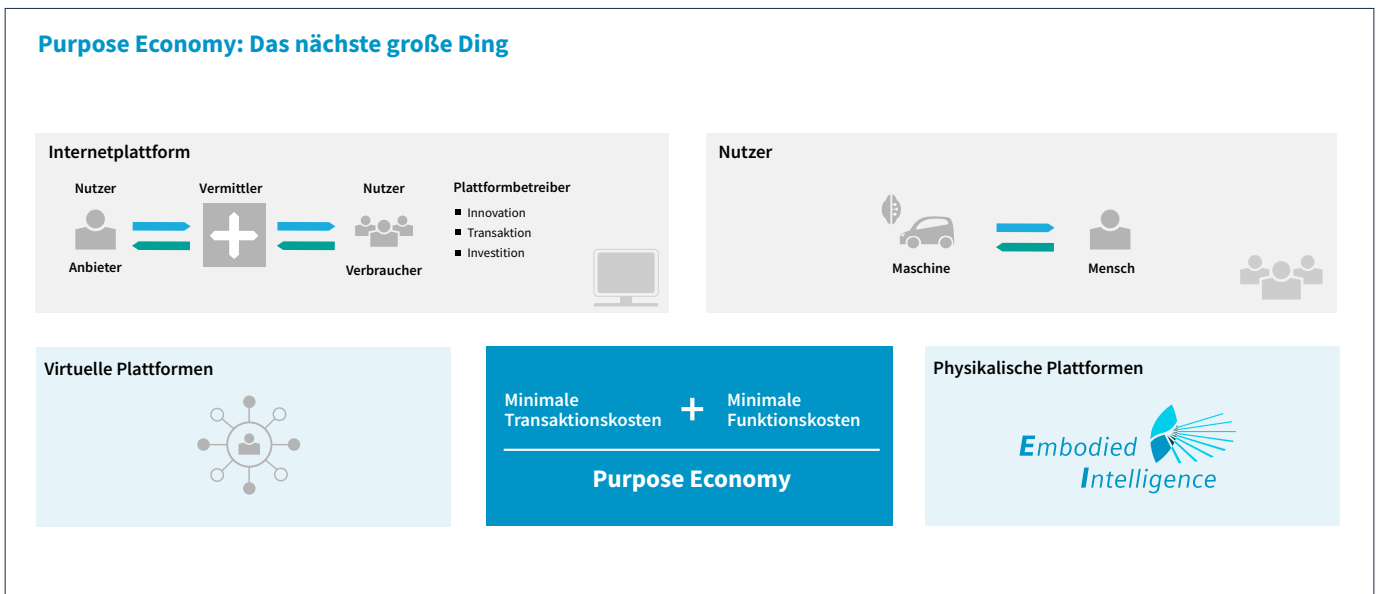 Purpose Economy: Das nächste große Ding
Internetplattform
Nutzer
Vermittler
Nutzer
Plattformbetreiber
Innovation
Transaktion
Investition
Anbieter
Verbraucher
Nutzer
Maschine
Mensch
Virtuelle Plattformen
Minimale
Transaktionskosten
+
Minimale
Funktionskosten
Purpose Economy
Physikalische Plattformen
Embodied
Intelligence